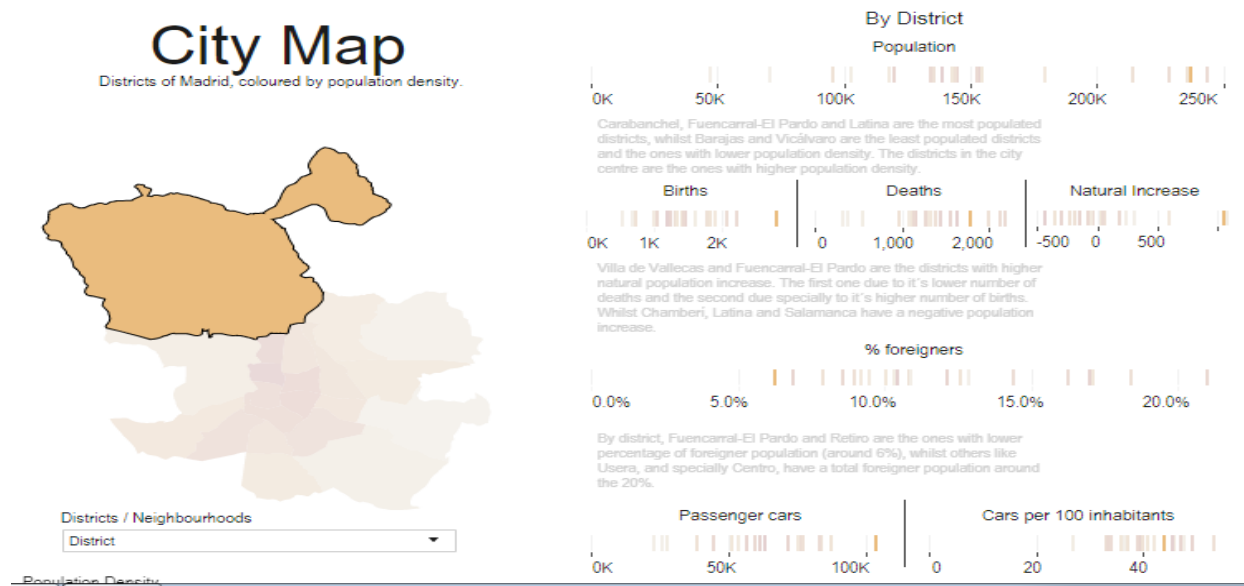 City Map
Districts of Madrid, coloured by population density.
Districts / Neighbourhoods
District
Population Density.
By District
Population
0K 50K 100K 150K 200K 250K
Carabanchel, Fuencarral-El Pardo and Latina are the most populated
districts, whilst Barajas and Vicálvaro are the least populated districts
and the ones with lower population density. The districts in the city
centre are the ones with higher population density.
Births Deaths Natural Increase
0K 1K 2K 0 1,000 2,000 -500 0 500
Villa de Vallecas and Fuencarral-El Pardo are the districts with higher
natural population increase. The first one due to it´s lower number of
deaths and the second due specially to it´s higher number of births.
Whilst Chamberí, Latina and Salamanca have a negative population
increase.
% foreigners
0.0% 5.0% 10.0% 15.0% 20.0%
By district, Fuencarral-El Pardo and Retiro are the ones with lower
percentage of foreigner population (around 6%), whilst others like
Usera, and specially Centro, have a total foreigner population around
the 20%.
Passenger cars Cars per 100 inhabitants
0K 50K 100K 0 20 40